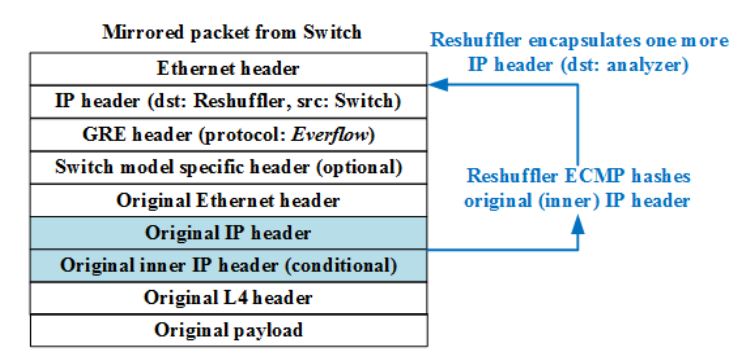 Mirrored packet from Switch
Reshuffler encapsulates one more
IP header (dst: analyzer)
Ethernet header
IP header (dst: Reshuffler, src: Switch)
GRE header (protocol: Everflow)
Switch model specific header (optional)
Original Ethernet header
Original IP header
Original inner IP header (conditional)
Original L4 header
Original payload
Reshuffler ECMP hashes
original (inner) IP header